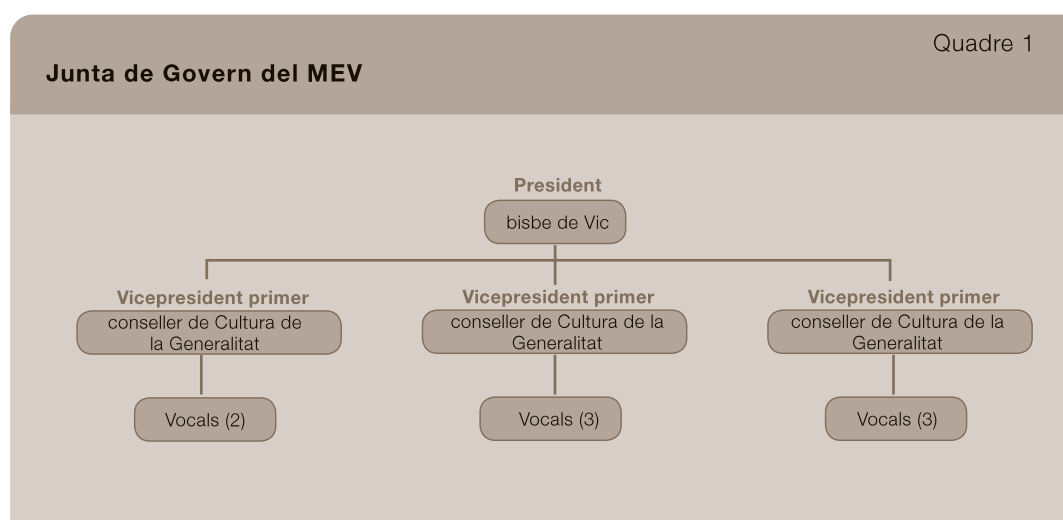 Quadre 1
Junta de Govern del MEV
President
bisbe de Vic
Vicepresident primer
conseller de Cultura de
la Generalitat
Vocals (2)
Vicepresident primer
conseller de Cultura de la
Generalitat
Vocals (3)
Vicepresident primer
conseller de Cultura de la
Generalitat
Vocals (3)